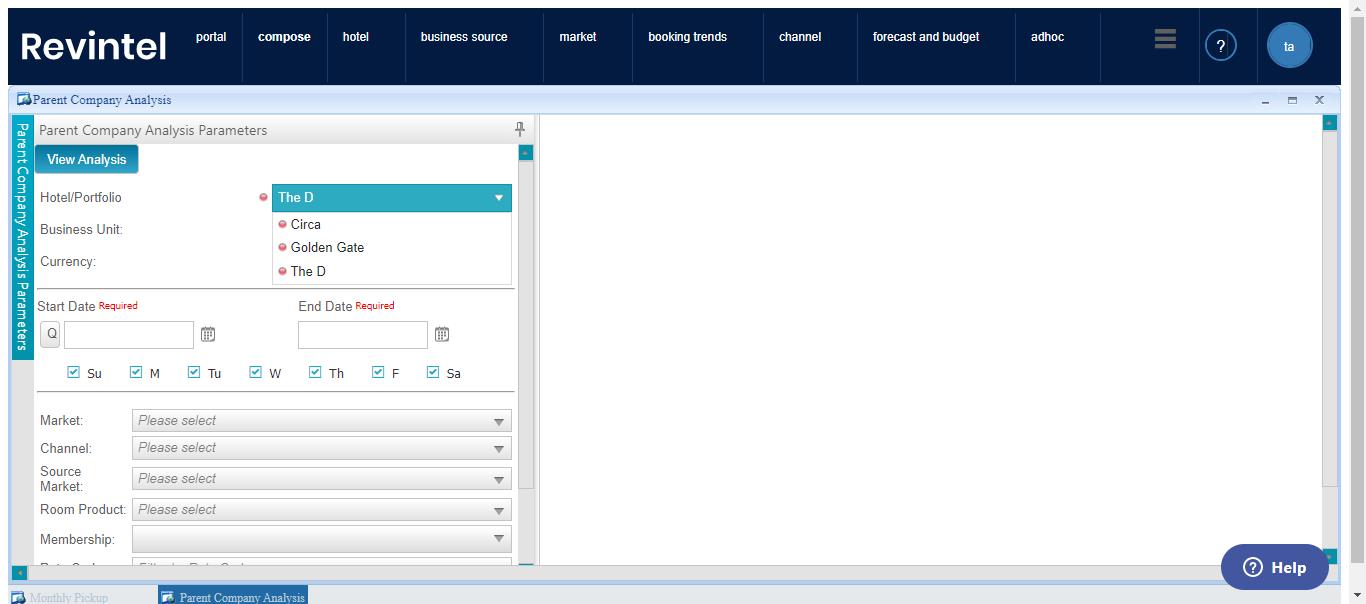 Revintel
portal
compose
hotel
business source
market
booking trends
channel
forecast and budget
adhoc
?
ta
Parent Company Analysis
Parent Company Analysis Parameters
Parent Company Analysis Parameters
View Analysis
Hotel/Portfolio
The D
Circa
Business Unit:
Golden Gate
Currency:
The D
Start Date Required
End Date Required
Q
Su
M
Tu
W
Th
F
Sa
Market:
Please select
Channel:
Please select
Source
Market:
Please select
Room Product:
Please select
Membership:
? Help
Monthly Pickup
Parent Company Analysis